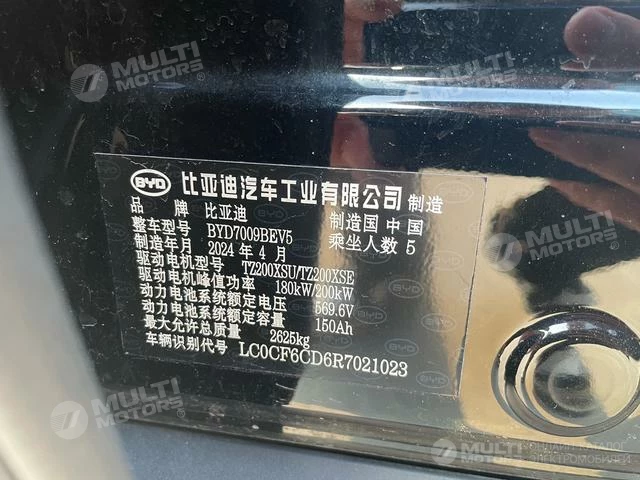 MULTI MOTORS
MULTI MOTORS
BYD 比亚迪汽车工业有限公司 制造
品 牌 比亚迪 制造国 中国
整车型号 BYD7009BEV5 乘坐人数 5
制造年月 2024 年 4 月
驱动电机型号 TZ200XSU/TZ200XSE
驱动电机峰值功率 180kW/200kW
动力电池系统额定电压 569.6V
动力电池系统额定容量 150Ah
最大允许总质量 2625kg
车辆识别代号 LC0CF6CD6R7021023
MULTI MOTORS
MULTI MOTORS
MULTI
ОНЛАЙН-КАТАЛОГ
ЭЛЕКТРОМОБИЛЕЙ